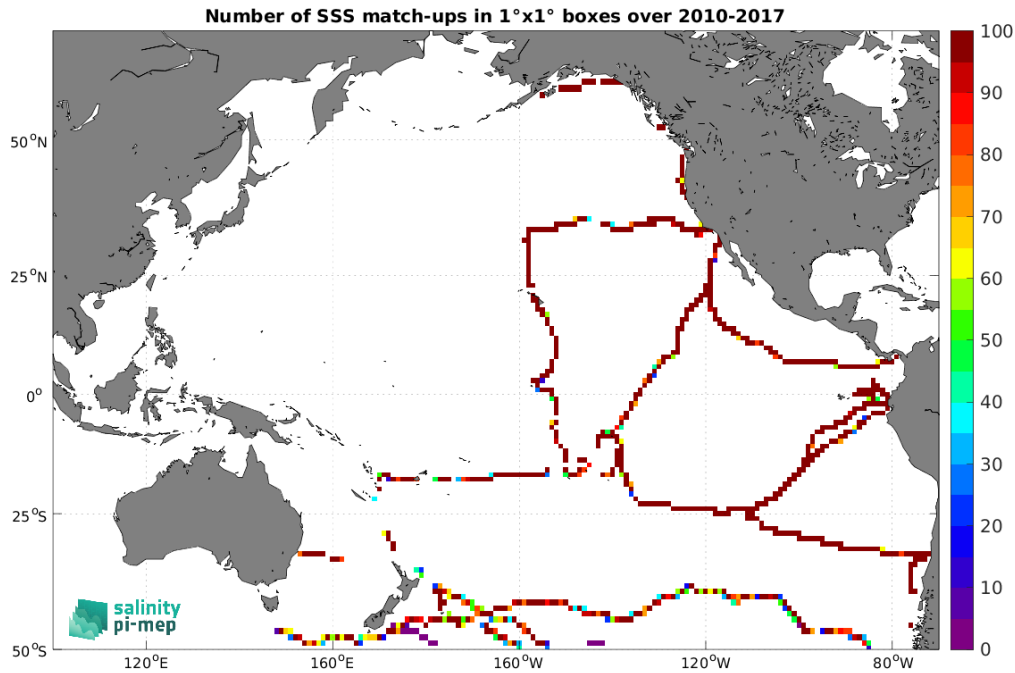 Number of SSS match-ups in 1°x1° boxes over 2010-2017
50°N
25°N
0°
25°S
50°S
120°E
160°E
160°W
120°W
80°W
100
90
80
70
60
50
40
30
20
10
0
salinity
pi-mep